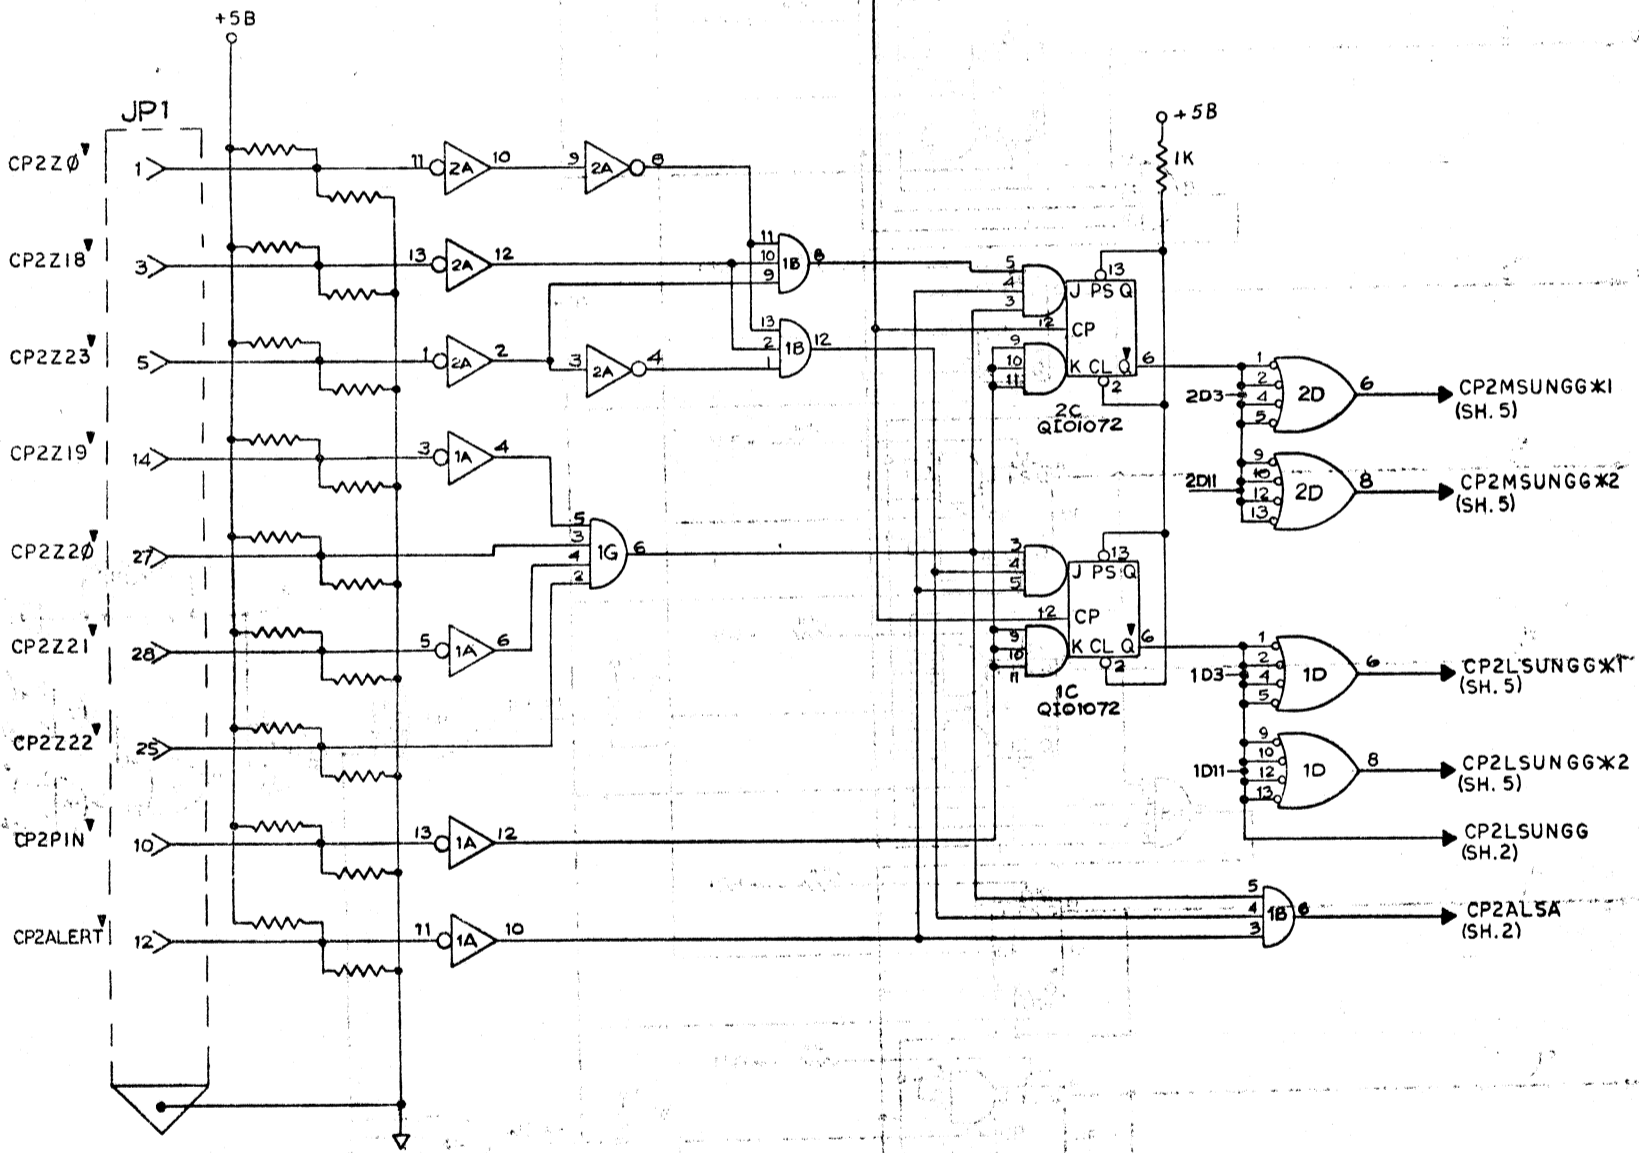 +5B
JP1
CP2ZØ▼ 1 11 2A 10 9 2A 8
CP2Z18▼ 3 13 2A 12
11 10 9 1B 8
CP2Z23▼ 5 1 2A 2 3 2A 4
13 2 1 1B 12
CP2Z19▼ 14 3 1A 4
CP2Z2Ø▼ 27
5 3 4 2 1G 6
CP2Z21▼ 28 5 1A 6
CP2Z22▼ 25
CP2PIN▼ 10 13 1A 12
CP2ALERT▼ 12 11 1A 10
+5B
1K
5 4 3 13
J PS Q
12 CP
9 10 11
K CL Q▼ 6
2
2C
QI01072
3 4 5 13
J PS Q
12 CP
9 10 11
K CL Q▼ 6
2
1C
QI01072
2D3 1 2 4 5 2D 6 CP2MSUNGG*1
(SH. 5)
2D11 9 10 12 13 2D 8 CP2MSUNGG*2
(SH. 5)
1D3 1 2 4 5 1D 6 CP2LSUNGG*1
(SH. 5)
1D11 9 10 12 13 1D 8 CP2LSUNGG*2
(SH. 5)
CP2LSUNGG
(SH.2)
5 4 3 1B 6 CP2ALSA
(SH.2)